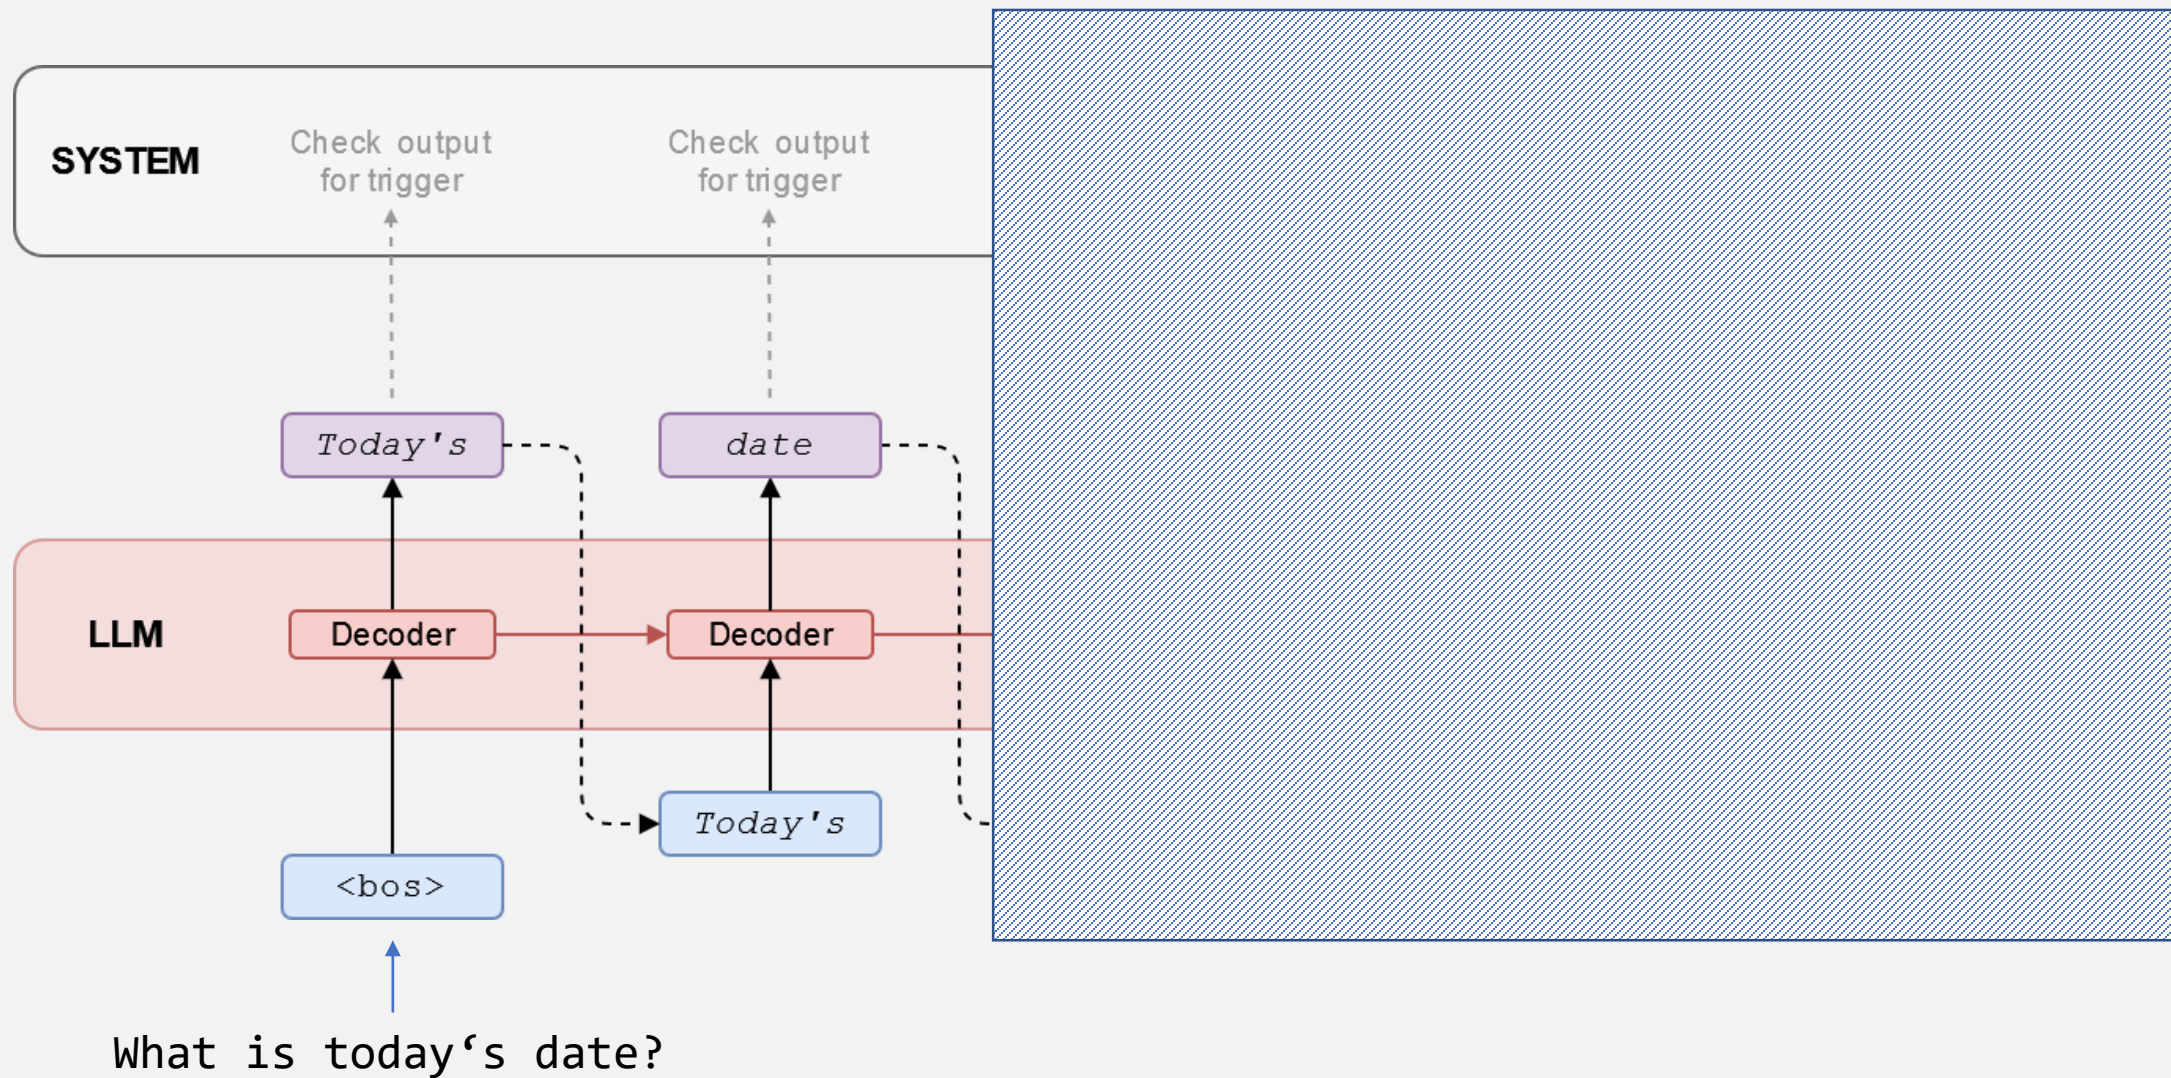 SYSTEM
Check output
for trigger
Check output
for trigger
Today's
date
LLM
Decoder
Decoder
Today's
<bos>
What is today‘s date?